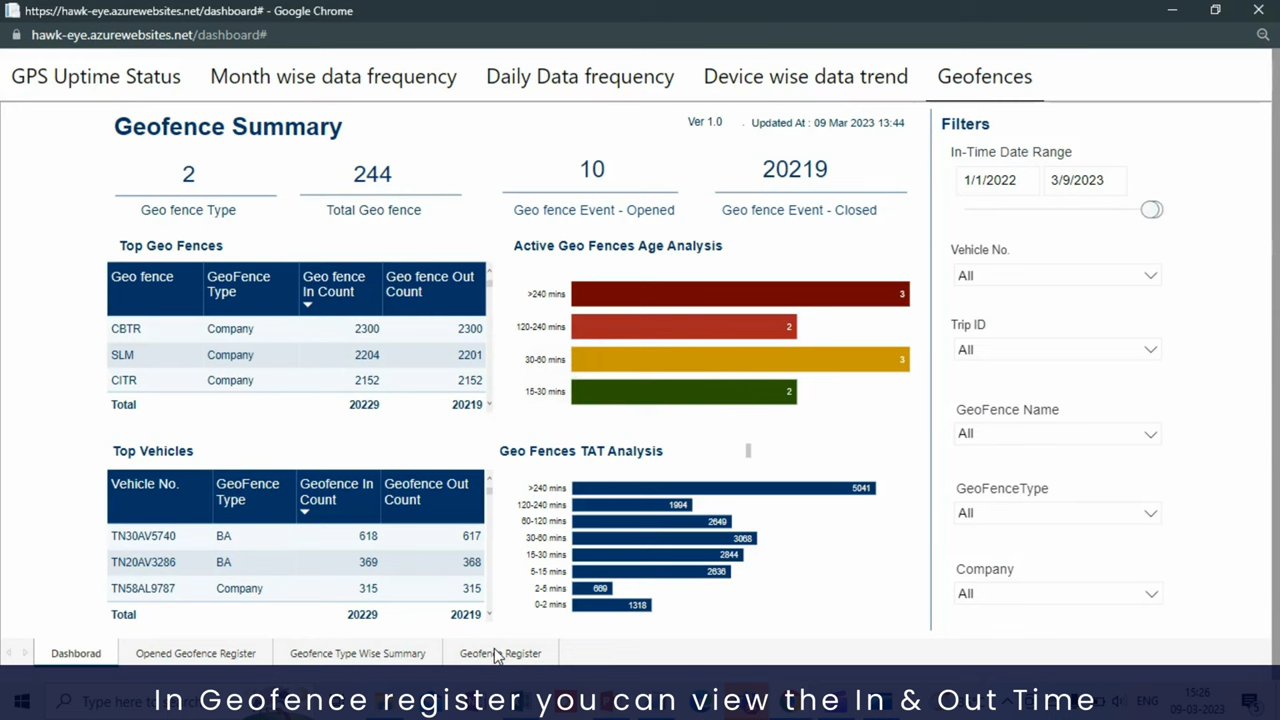 https://hawk-eye.azurewebsites.net/dashboard# - Google Chrome
hawk-eye.azurewebsites.net/dashboard#
GPS Uptime Status Month wise data frequency Daily Data frequency Device wise data trend Geofences
Geofence Summary
Ver 1.0 Updated At : 09 Mar 2023 13:44
2 244 10 20219
Geo fence Type Total Geo fence Geo fence Event - Opened Geo fence Event - Closed
Top Geo Fences
Geo fence GeoFence Type Geo fence In Count Geo fence Out Count
CBTR Company 2300 2300
SLM Company 2204 2201
CITR Company 2152 2152
Total 20229 20219
Active Geo Fences Age Analysis
>240 mins 3
120-240 mins 2
30-60 mins 3
15-30 mins 2
Top Vehicles
Vehicle No. GeoFence Type Geofence In Count Geofence Out Count
TN30AV5740 BA 618 617
TN20AV3286 BA 369 368
TN58AL9787 Company 315 315
Total 20229 20219
Geo Fences TAT Analysis
>240 mins 5041
120-240 mins 1994
60-120 mins 2649
30-60 mins 3068
15-30 mins 2844
5-15 mins 2636
2-5 mins 669
0-2 mins 1318
Filters
In-Time Date Range
1/1/2022 3/9/2023
Vehicle No.
All
Trip ID
All
GeoFence Name
All
GeoFenceType
All
Company
All
Dashborad Opened Geofence Register Geofence Type Wise Summary Geofence Register
Type here to
ENG
15:26
09-03-2023
In Geofence register you can view the In & Out Time